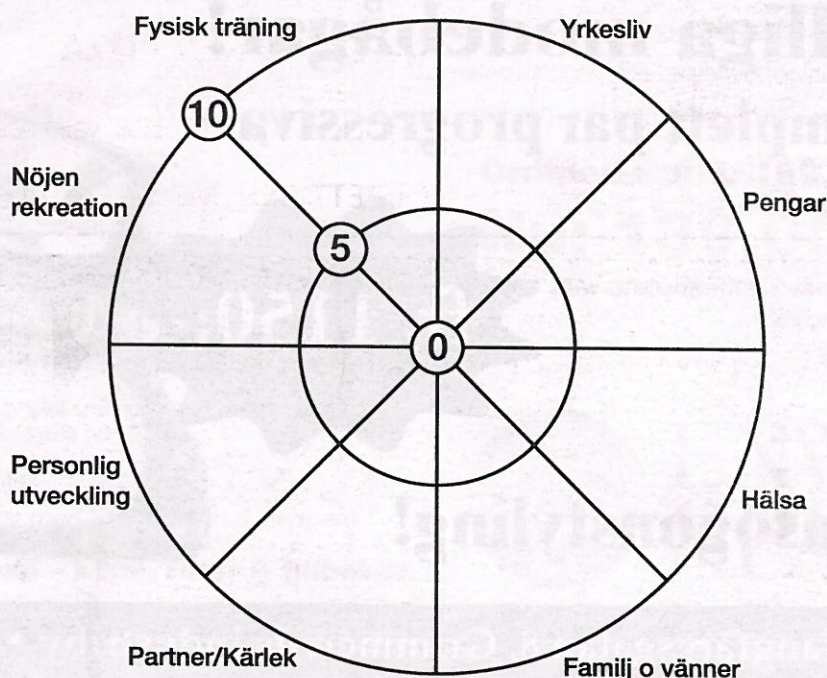 Fysisk träning
Yrkesliv
10
Nöjen
rekreation
Pengar
5
0
Personlig
utveckling
Hälsa
Partner/Kärlek
Familj o vänner